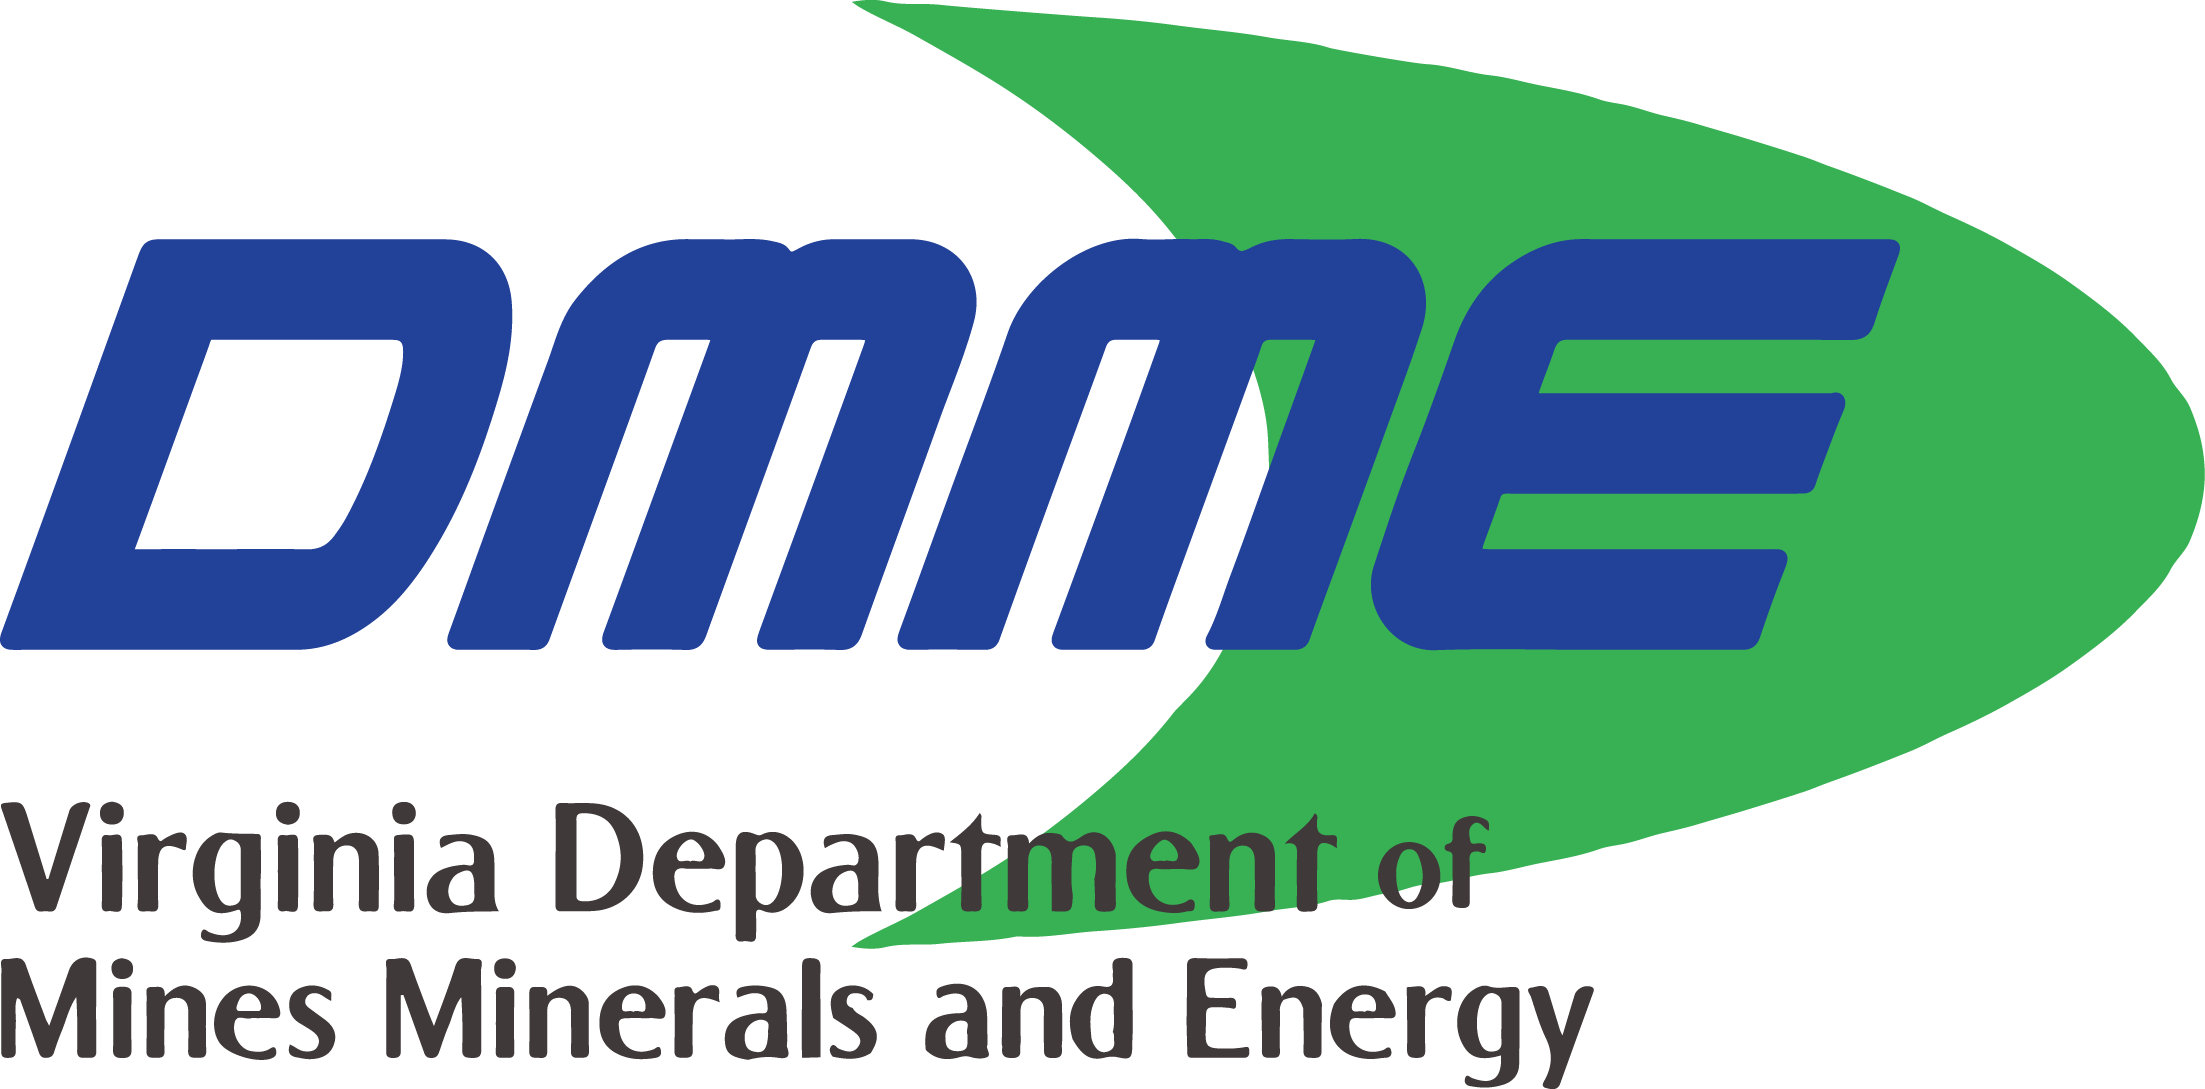 DMME
Virginia Department of
Mines Minerals and Energy